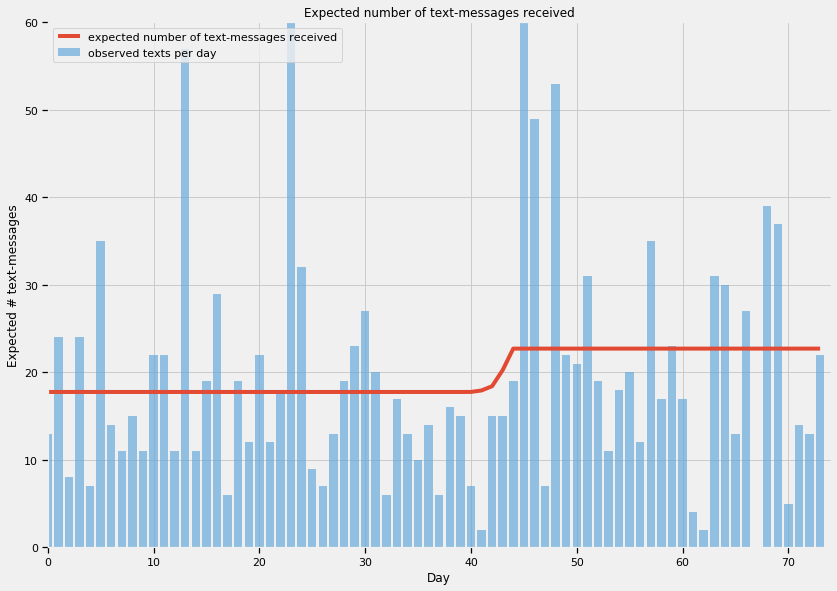 Expected number of text-messages received
expected number of text-messages received
observed texts per day
Expected # text-messages
60
50
40
30
20
10
0
0 10 20 30 40 50 60 70
Day